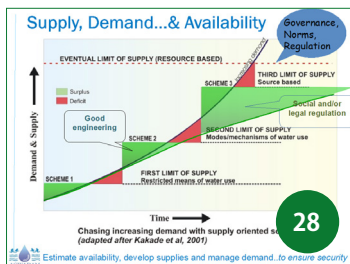 Supply, Demand...& Availability
Governance,
Norms,
Regulation
EVENTUAL LIMIT OF SUPPLY (RESOURCE BASED)
SCHEME 3
THIRD LIMIT OF SUPPLY
Source based
Surplus
Deficit
Social and/or
legal regulation
Good
engineering
SCHEME 2
SECOND LIMIT OF SUPPLY
Modes/mechanisms of water use
SCHEME 1
FIRST LIMIT OF SUPPLY
Restricted means of water use
Demand & Supply
Time
28
Chasing increasing demand with supply oriented
(adapted after Kakade et al, 2001)
Estimate availability, develop supplies and manage demand...to ensure security